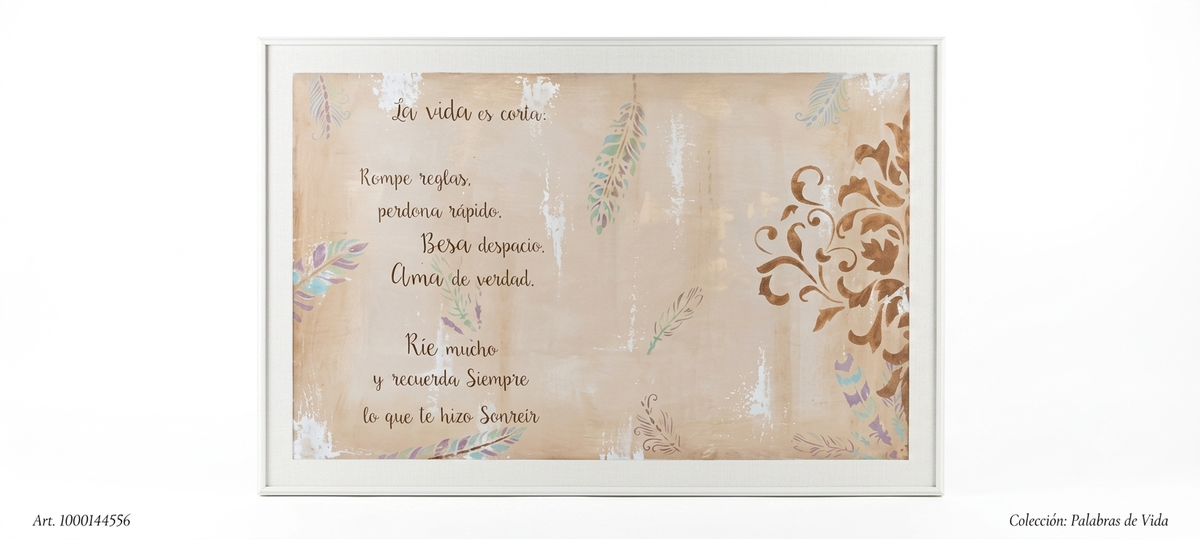 La vida es corta:
Rompe reglas,
perdona rápido.
Besa despacio.
Ama de verdad.
Ríe mucho
y recuerda Siempre
lo que te hizo Sonreír
Art. 1000144556
Colección: Palabras de Vida